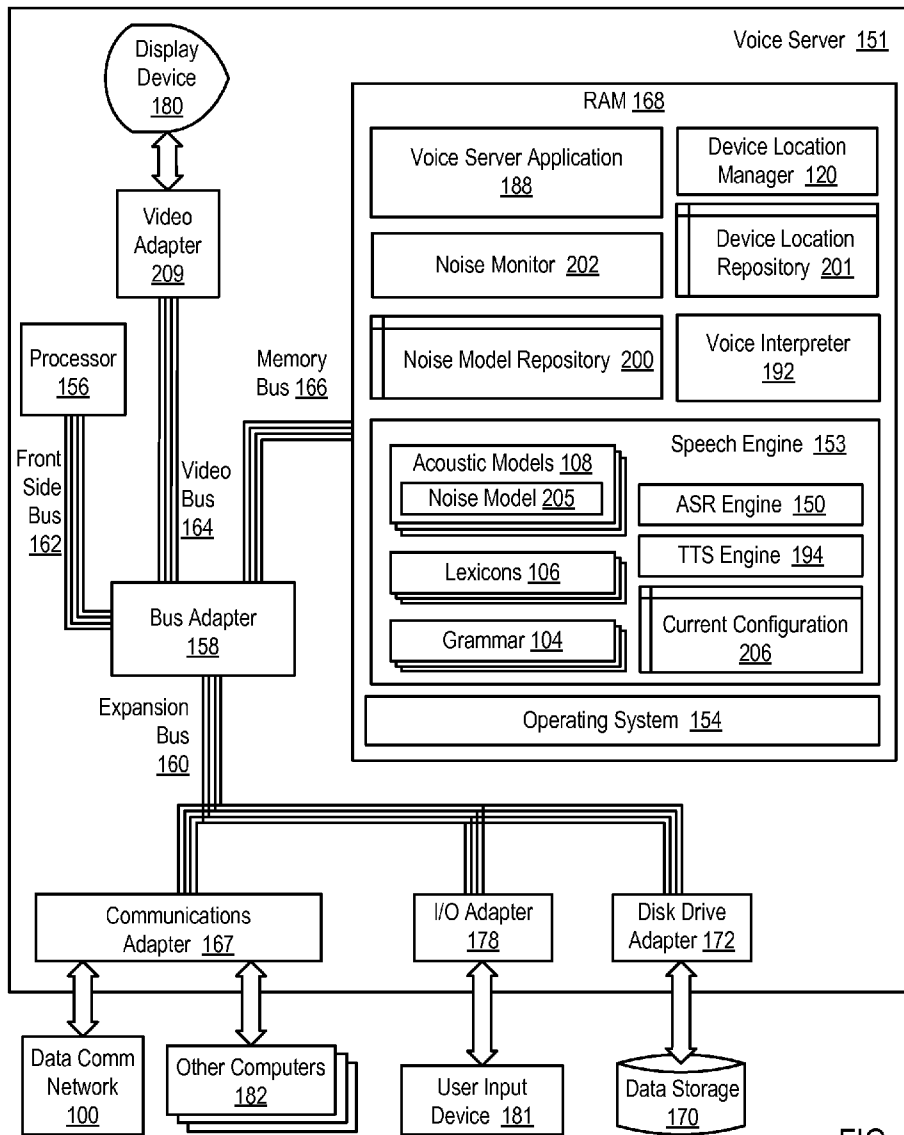 Voice Server 151
Display
Device
180
Video
Adapter
209
Processor
156
Front
Side
Bus
162
Video
Bus
164
Memory
Bus 166
Bus Adapter
158
Expansion
Bus
160
RAM 168
Voice Server Application
188
Device Location
Manager 120
Noise Monitor 202
Device Location
Repository 201
Noise Model Repository 200
Voice Interpreter
192
Speech Engine 153
Acoustic Models 108
Noise Model 205
ASR Engine 150
TTS Engine 194
Lexicons 106
Grammar 104
Current Configuration
206
Operating System 154
Communications
Adapter 167
I/O Adapter
178
Disk Drive
Adapter 172
Data Comm
Network
100
Other Computers
182
User Input
Device 181
Data Storage
170
FIG